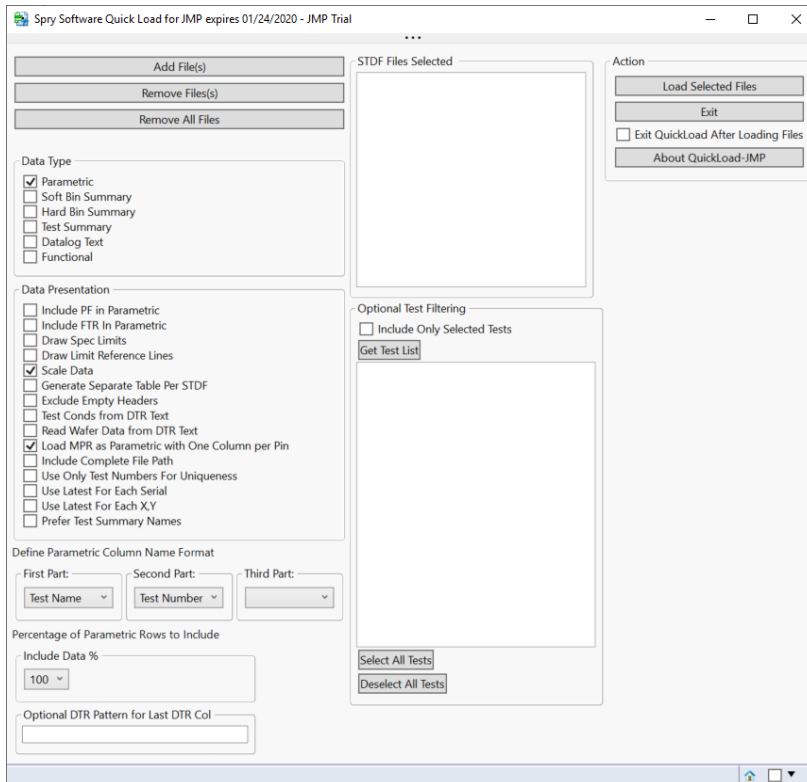 Spry Software Quick Load for JMP expires 01/24/2020 - JMP Trial
Add File(s)
Remove Files(s)
Remove All Files
Data Type
Parametric
Soft Bin Summary
Hard Bin Summary
Test Summary
Datalog Text
Functional
Data Presentation
Include PF in Parametric
Include FTR In Parametric
Draw Spec Limits
Draw Limit Reference Lines
Scale Data
Generate Separate Table Per STDF
Exclude Empty Headers
Test Conds from DTR Text
Read Wafer Data from DTR Text
Load MPR as Parametric with One Column per Pin
Include Complete File Path
Use Only Test Numbers For Uniqueness
Use Latest For Each Serial
Use Latest For Each X,Y
Prefer Test Summary Names
Define Parametric Column Name Format
First Part:
Second Part:
Third Part:
Test Name
Test Number
Percentage of Parametric Rows to Include
Include Data %
100
Optional DTR Pattern for Last DTR Col
STDF Files Selected
Optional Test Filtering
Include Only Selected Tests
Get Test List
Select All Tests
Deselect All Tests
Action
Load Selected Files
Exit
Exit QuickLoad After Loading Files
About QuickLoad-JMP